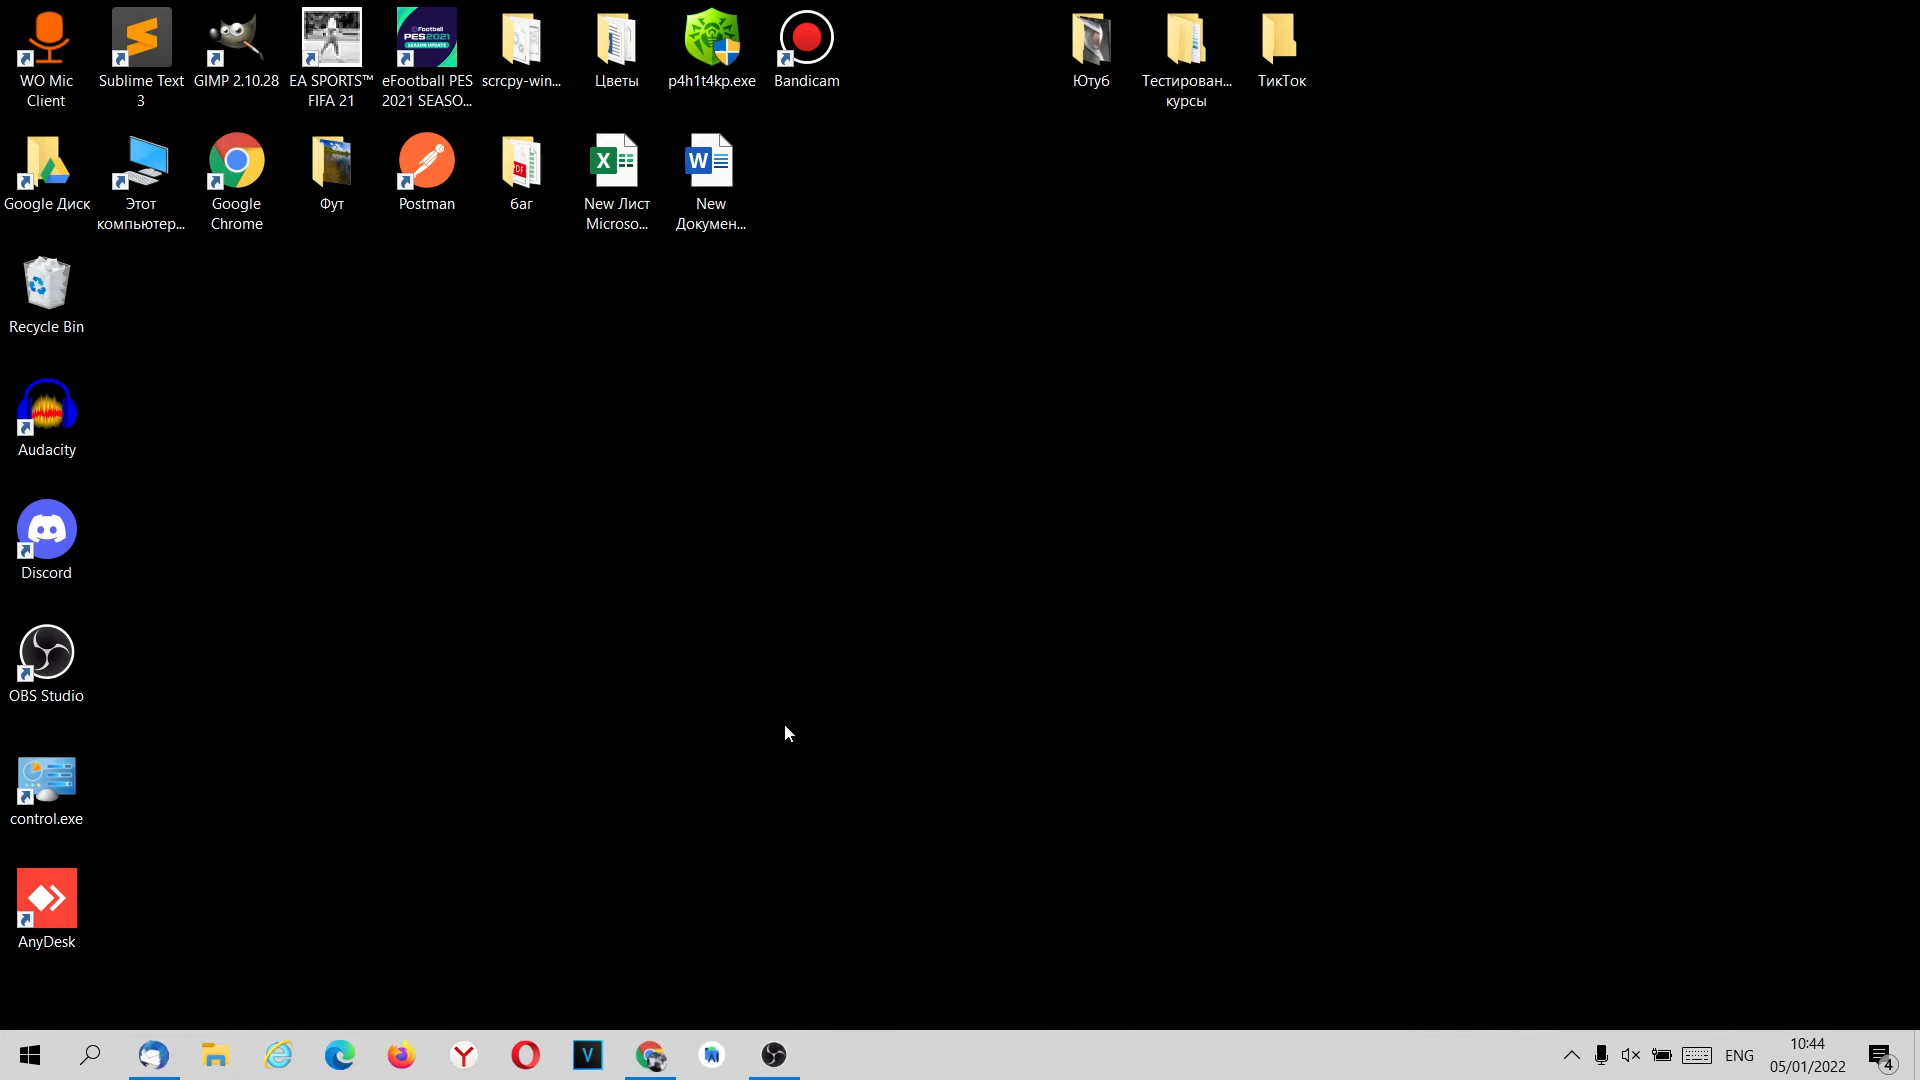 WO Mic
Client
Sublime Text
3
GIMP 2.10.28
EA SPORTS™
FIFA 21
eFootball PES
2021 SEASO...
scrcpy-win...
Цветы
p4h1t4kp.exe
Bandicam
Ютуб
Тестирован...
курсы
ТикТок
Google Диск
Этот
компьютер...
Google
Chrome
Фут
Postman
баг
New Лист
Microso...
New
Докумен...
Recycle Bin
Audacity
Discord
OBS Studio
control.exe
AnyDesk
ENG
10:44
05/01/2022
4